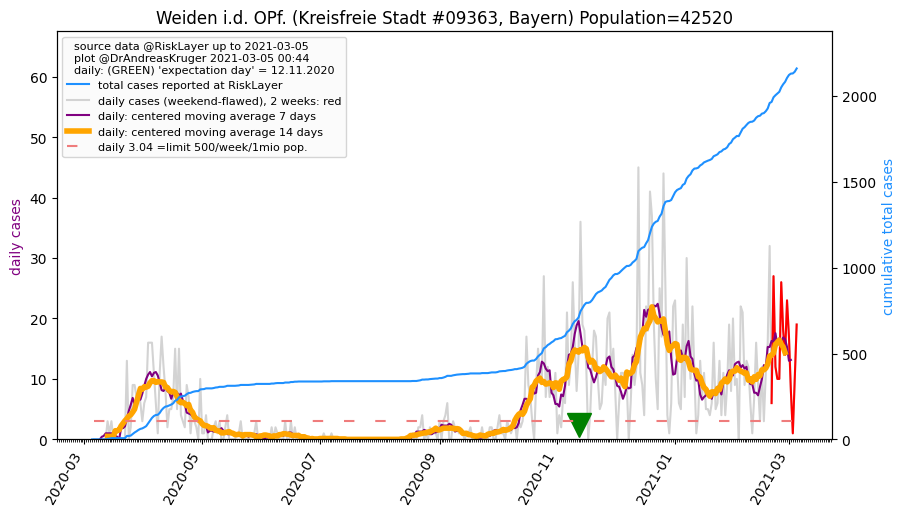 Weiden i.d. OPf. (Kreisfreie Stadt #09363, Bayern) Population=42520
source data @RiskLayer up to 2021-03-05
plot @DrAndreasKruger 2021-03-05 00:44
daily: (GREEN) 'expectation day' = 12.11.2020
total cases reported at RiskLayer
daily cases (weekend-flawed), 2 weeks: red
daily: centered moving average 7 days
daily: centered moving average 14 days
daily 3.04 =limit 500/week/1mio pop.
daily cases
60
50
40
30
20
10
0
cumulative total cases
2000
1500
1000
500
0
2020-03
2020-05
2020-07
2020-09
2020-11
2021-01
2021-03